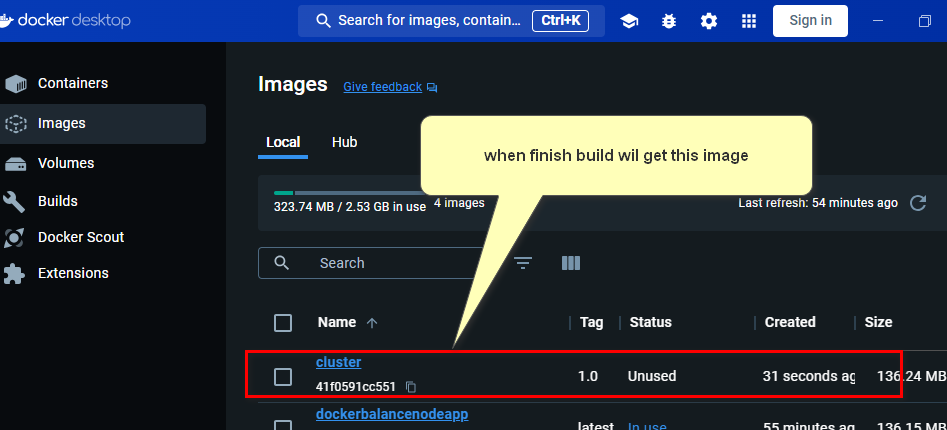 docker desktop
Search for images, contain... Ctrl+K
Sign in
Containers
Images
Volumes
Builds
Docker Scout
Extensions
Images Give feedback
Local Hub
when finish build wil get this image
323.74 MB / 2.53 GB in use 4 images
Last refresh: 54 minutes ago
Search
Name Tag Status Created Size
cluster
41f0591cc551
1.0 Unused 31 seconds ag 136.24 MB
dockerbalancenodeapp
latest In use 55 minutes ag 136.15 MB